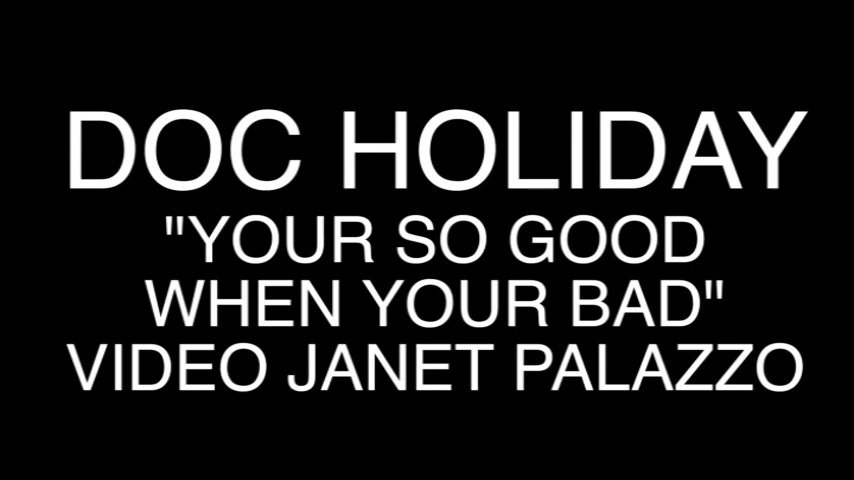 DOC HOLIDAY
"YOUR SO GOOD
WHEN YOUR BAD"
VIDEO JANET PALAZZO